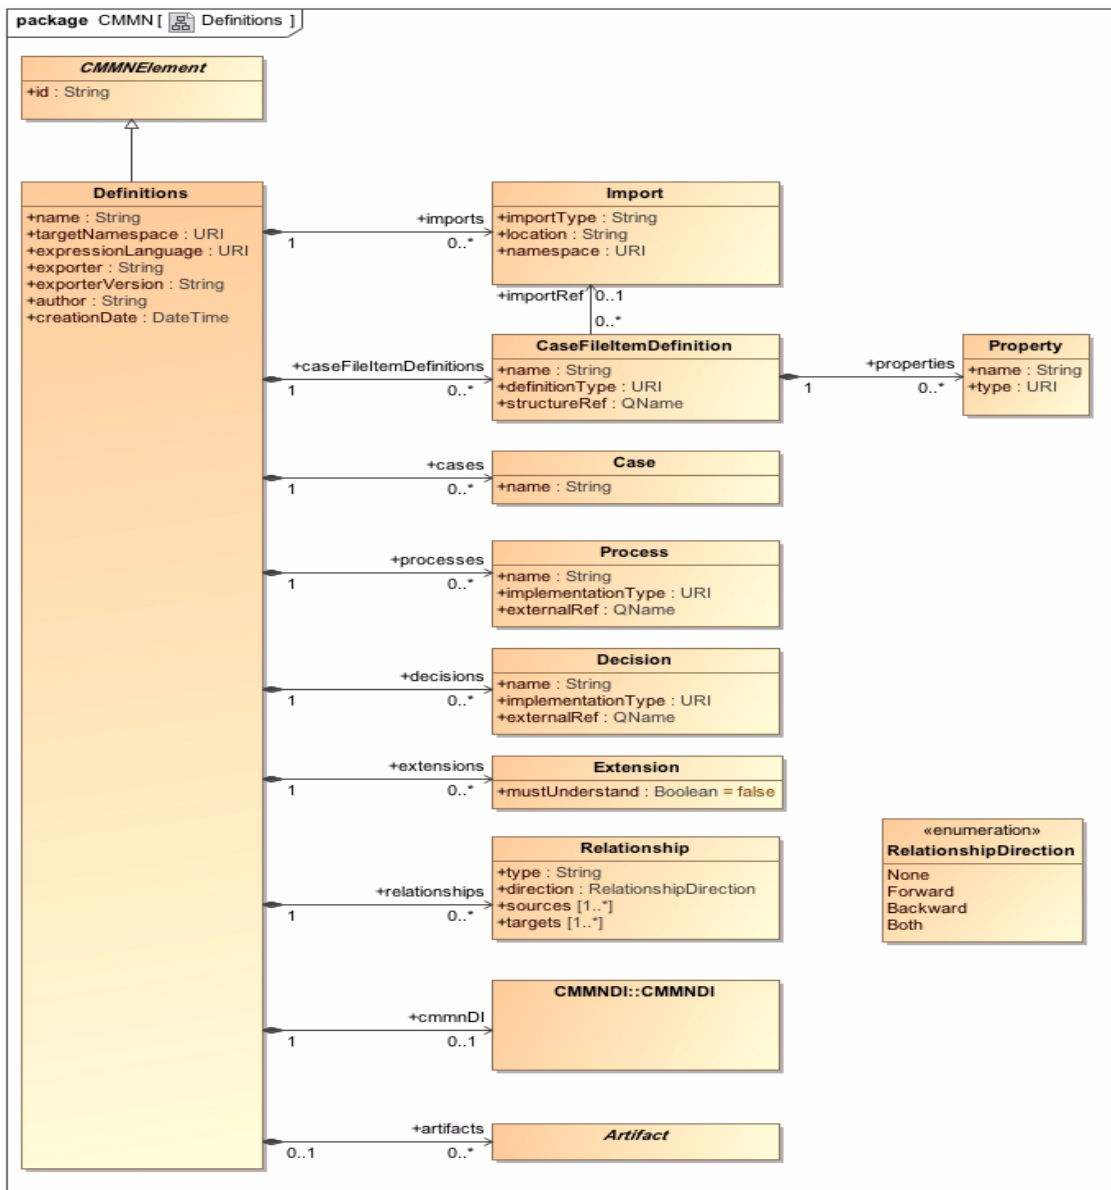 package CMMN [ Definitions ]
CMMNElement
+id : String
Definitions
+name : String
+targetNamespace : URI
+expressionLanguage : URI
+exporter : String
+exporterVersion : String
+author : String
+creationDate : DateTime
+imports
1
0..*
Import
+importType : String
+location : String
+namespace : URI
+importRef
0..1
0..*
+caseFileItemDefinitions
1
0..*
CaseFileItemDefinition
+name : String
+definitionType : URI
+structureRef : QName
+properties
1
0..*
Property
+name : String
+type : URI
+cases
1
0..*
Case
+name : String
+processes
1
0..*
Process
+name : String
+implementationType : URI
+externalRef : QName
+decisions
1
0..*
Decision
+name : String
+implementationType : URI
+externalRef : QName
+extensions
1
0..*
Extension
+mustUnderstand : Boolean = false
+relationships
1
0..*
Relationship
+type : String
+direction : RelationshipDirection
+sources [1..*]
+targets [1..*]
«enumeration»
RelationshipDirection
None
Forward
Backward
Both
+cmmnDI
1
0..1
CMMNDI::CMMNDI
+artifacts
0..1
0..*
Artifact